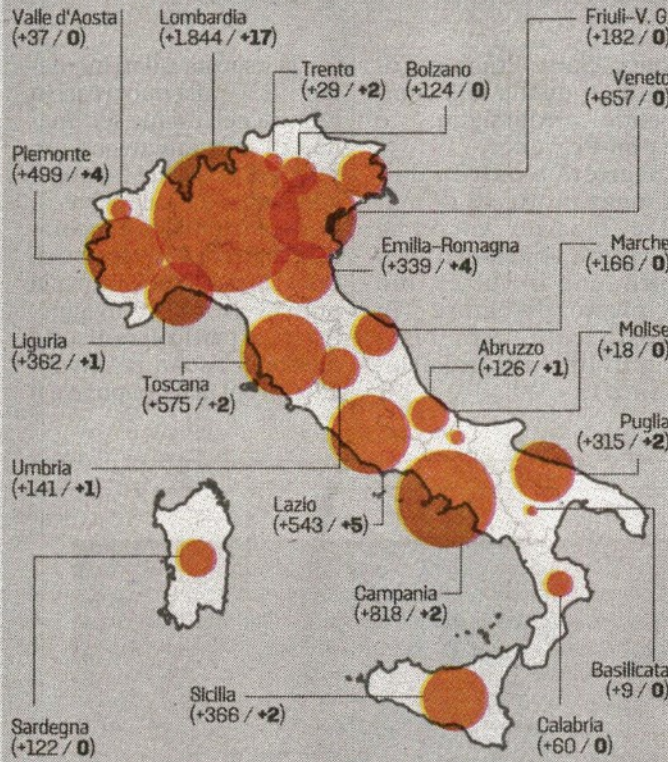 Valle d'Aosta
(+37 / 0)
Lombardia
(+1.844 / +17)
Friuli-V. G
(+182 / 0)
Trento
(+29 / +2)
Bolzano
(+124 / 0)
Veneto
(+657 / 0)
Piemonte
(+499 / +4)
Emilia-Romagna
(+339 / +4)
Marche
(+166 / 0)
Liguria
(+362 / +1)
Toscana
(+575 / +2)
Abruzzo
(+126 / +1)
Molise
(+18 / 0)
Puglia
(+315 / +2)
Umbria
(+141 / +1)
Lazio
(+543 / +5)
Campania
(+818 / +2)
Basilicata
(+9 / 0)
Sicilia
(+366 / +2)
Sardegna
(+122 / 0)
Calabria
(+60 / 0)